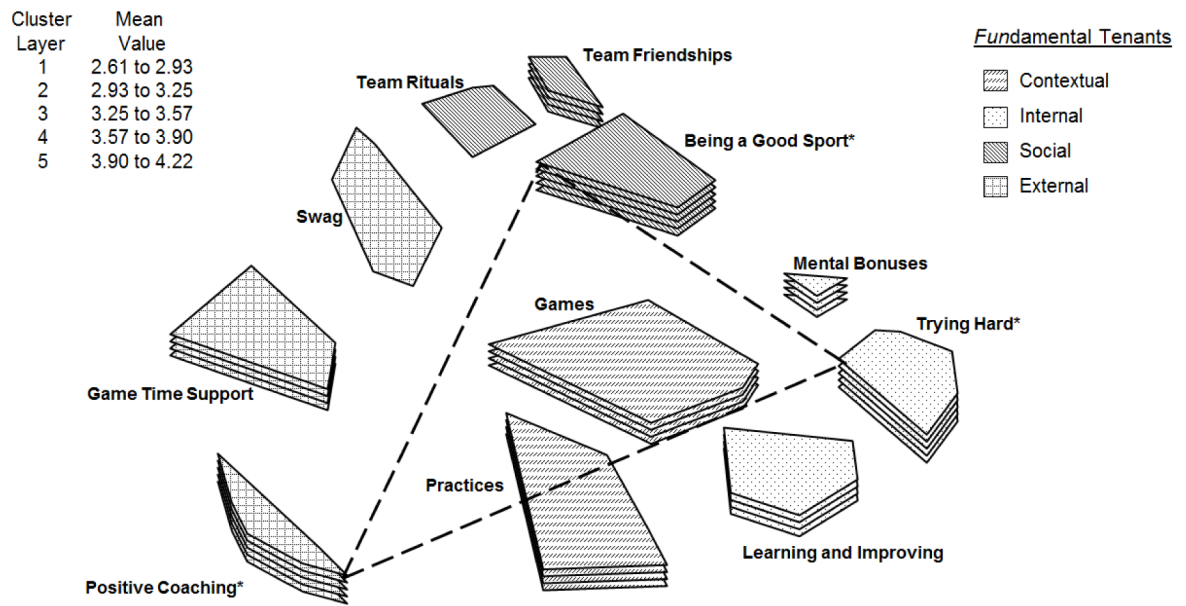 Cluster Mean
Layer Value
1 2.61 to 2.93
2 2.93 to 3.25
3 3.25 to 3.57
4 3.57 to 3.90
5 3.90 to 4.22
Fundamental Tenants
Contextual
Internal
Social
External
Team Friendships
Team Rituals
Being a Good Sport*
Swag
Mental Bonuses
Games
Trying Hard*
Game Time Support
Practices
Learning and Improving
Positive Coaching*